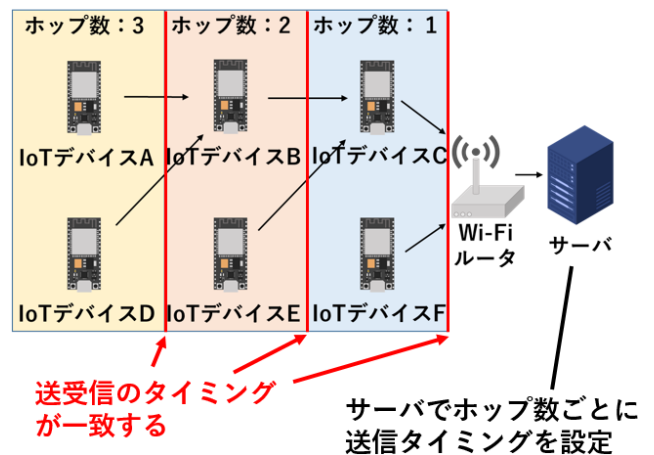 ホップ数：3
ホップ数：2
ホップ数：1
IoTデバイスA
IoTデバイスB
IoTデバイスC
Wi-Fi
ルータ
サーバ
IoTデバイスD
IoTデバイスE
IoTデバイスF
送受信のタイミング
が一致する
サーバでホップ数ごとに
送信タイミングを設定